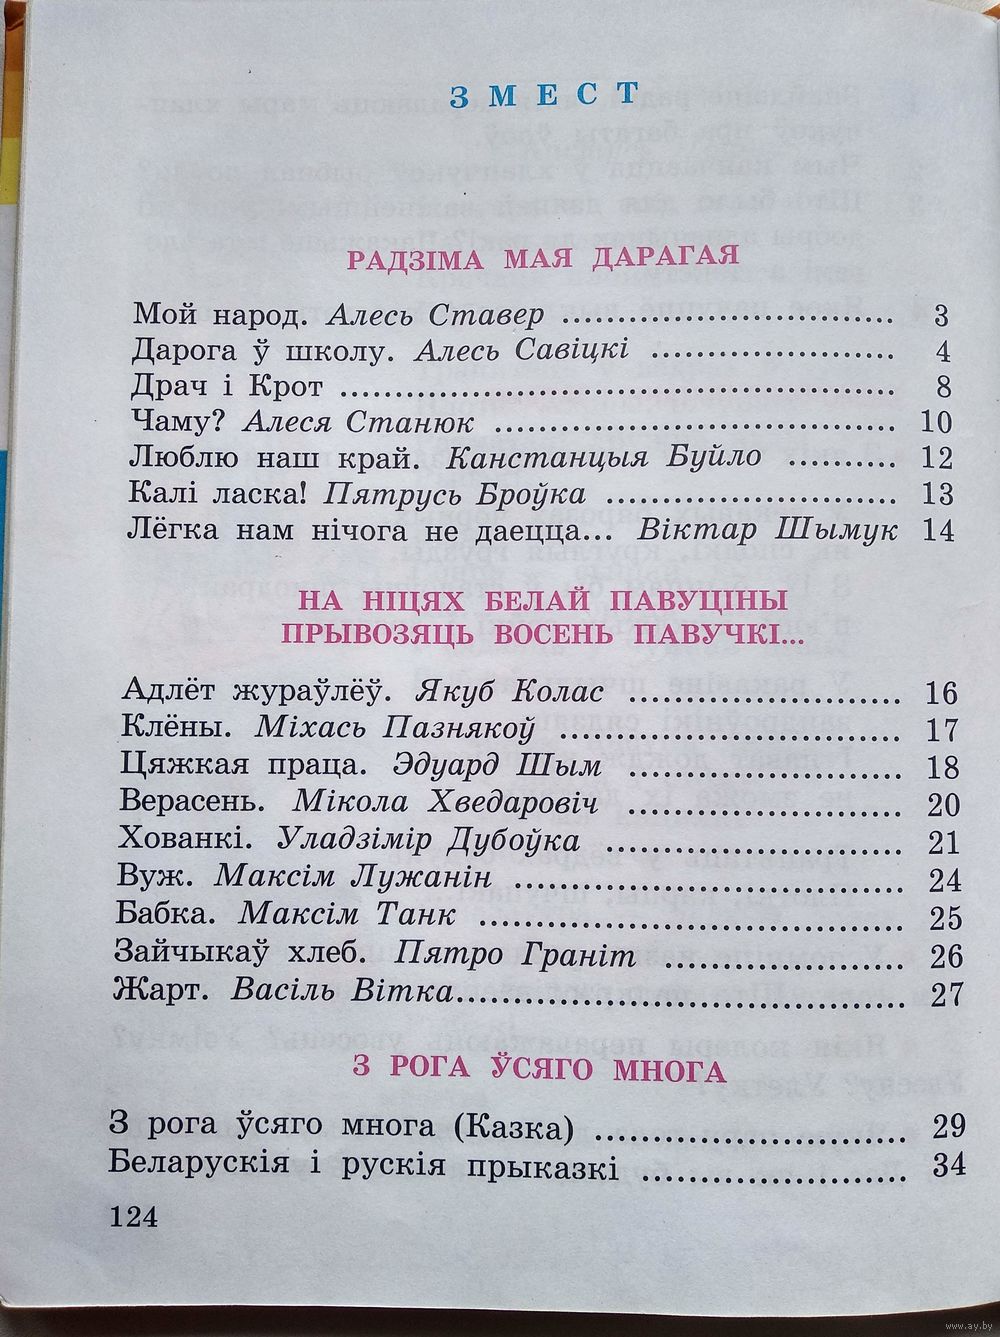 ЗМЕСТ
РАДЗІМА МАЯ ДАРАГАЯ
Мой народ. Алесь Ставер ................................ 3
Дарога ў школу. Алесь Савіцкі ........................ 4
Драч і Крот ...................................................... 8
Чаму? Алеся Станюк ....................................... 10
Люблю наш край. Канстанцыя Буйло .......... 12
Калі ласка! Пятрусь Броўка ............................ 13
Лёгка нам нічога не даецца... Віктар Шымук 14
НА НІЦЯХ БЕЛАЙ ПАВУЦІНЫ
ПРЫВОЗЯЦЬ ВОСЕНЬ ПАВУЧКІ...
Адлёт жураўлёў. Якуб Колас .......................... 16
Клёны. Міхась Пазнякоў ................................. 17
Цяжкая праца. Эдуард Шым .......................... 18
Верасень. Мікола Хведаровіч .......................... 20
Хованкі. Уладзімір Дубоўка ............................ 21
Вуж. Максім Лужанін ..................................... 24
Бабка. Максім Танк ........................................ 25
Зайчыкаў хлеб. Пятро Граніт ....................... 26
Жарт. Васіль Вітка........................................... 27
З РОГА ЎСЯГО МНОГА
З рога ўсяго многа (Казка) .............................. 29
Беларускія і рускія прыказкі ......................... 34
124
www.ay.by